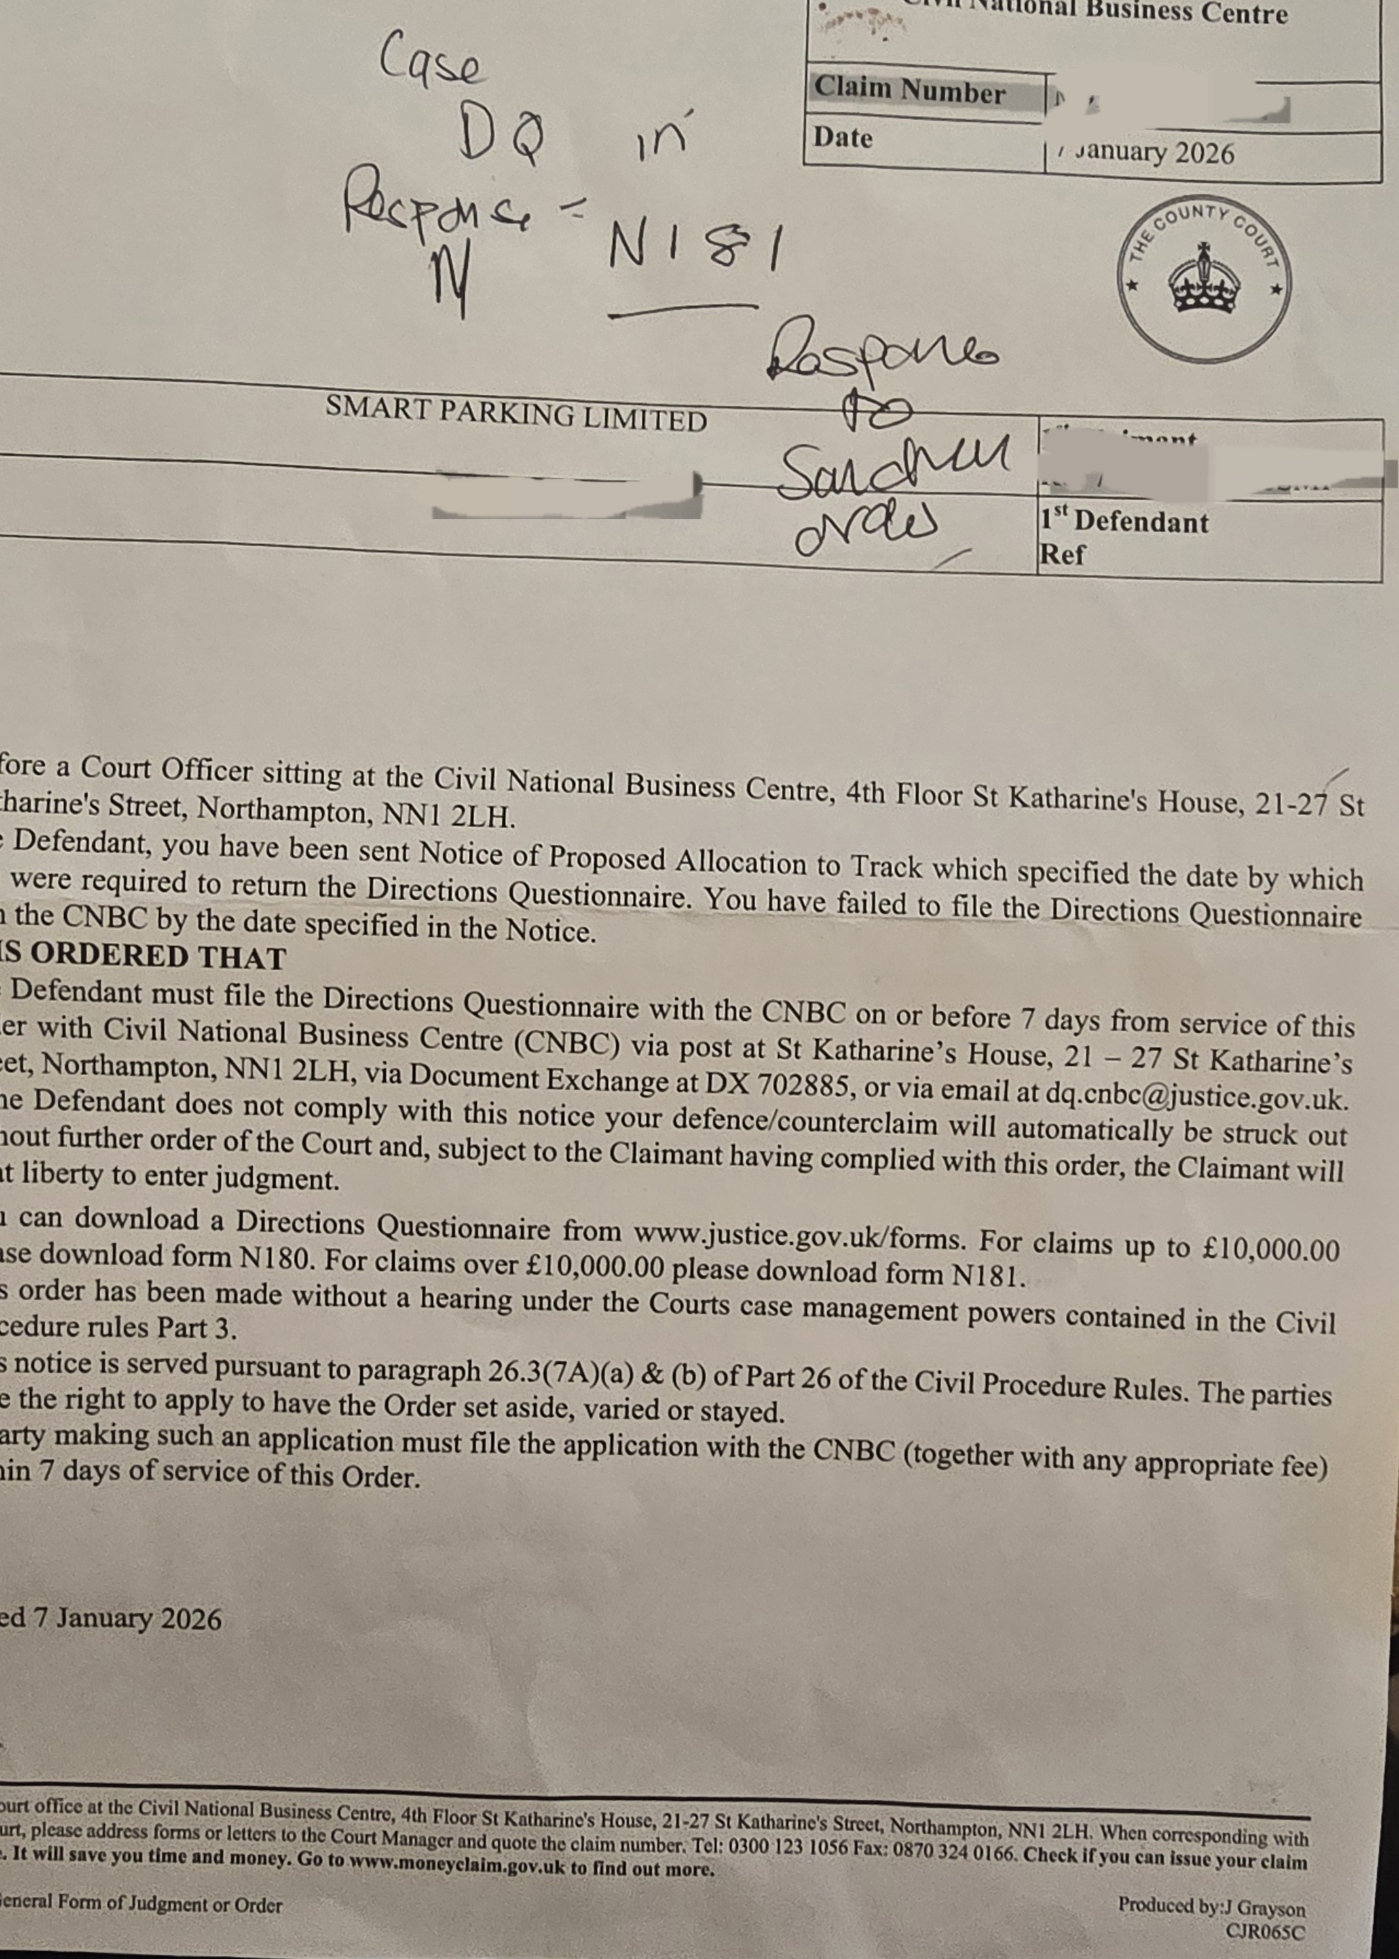 National Business Centre
Case
Claim Number
DQ in
Date
January 2026
Response =
N181
N
THE COUNTY COURT
Response
to
SMART PARKING LIMITED
order
1st Defendant
Ref
fore a Court Officer sitting at the Civil National Business Centre, 4th Floor St Katharine's House, 21-27 St
tharine's Street, Northampton, NN1 2LH.
e Defendant, you have been sent Notice of Proposed Allocation to Track which specified the date by which
were required to return the Directions Questionnaire. You have failed to file the Directions Questionnaire
n the CNBC by the date specified in the Notice.
IS ORDERED THAT
Defendant must file the Directions Questionnaire with the CNBC on or before 7 days from service of this
er with Civil National Business Centre (CNBC) via post at St Katharine’s House, 21 – 27 St Katharine’s
eet, Northampton, NN1 2LH, via Document Exchange at DX 702885, or via email at dq.cnbc@justice.gov.uk.
he Defendant does not comply with this notice your defence/counterclaim will automatically be struck out
hout further order of the Court and, subject to the Claimant having complied with this order, the Claimant will
at liberty to enter judgment.
u can download a Directions Questionnaire from www.justice.gov.uk/forms. For claims up to £10,000.00
ase download form N180. For claims over £10,000.00 please download form N181.
s order has been made without a hearing under the Courts case management powers contained in the Civil
cedure rules Part 3.
s notice is served pursuant to paragraph 26.3(7A)(a) & (b) of Part 26 of the Civil Procedure Rules. The parties
e the right to apply to have the Order set aside, varied or stayed.
arty making such an application must file the application with the CNBC (together with any appropriate fee)
hin 7 days of service of this Order.
ed 7 January 2026
ourt office at the Civil National Business Centre, 4th Floor St Katharine's House, 21-27 St Katharine's Street, Northampton, NN1 2LH. When corresponding with
urt, please address forms or letters to the Court Manager and quote the claim number. Tel: 0300 123 1056 Fax: 0870 324 0166. Check if you can issue your claim
e. It will save you time and money. Go to www.moneyclaim.gov.uk to find out more.
General Form of Judgment or Order
Produced by:J Grayson
CJR065C